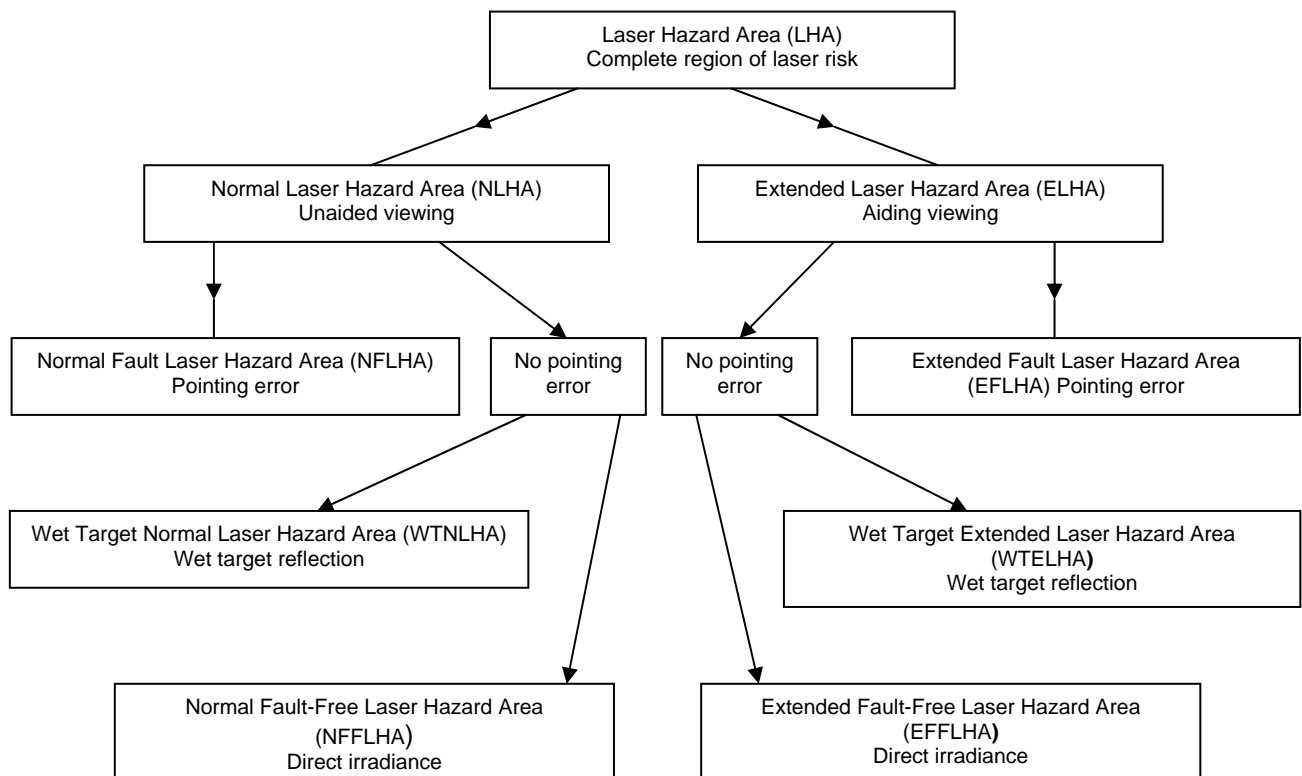 Laser Hazard Area (LHA)
Complete region of laser risk
Normal Laser Hazard Area (NLHA)
Unaided viewing
Extended Laser Hazard Area (ELHA)
Aiding viewing
Normal Fault Laser Hazard Area (NFLHA)
Pointing error
No pointing
error
No pointing
error
Extended Fault Laser Hazard Area
(EFLHA) Pointing error
Wet Target Normal Laser Hazard Area (WTNLHA)
Wet target reflection
Wet Target Extended Laser Hazard Area
(WTELHA)
Wet target reflection
Normal Fault-Free Laser Hazard Area
(NFFLHA)
Direct irradiance
Extended Fault-Free Laser Hazard Area
(EFFLHA)
Direct irradiance